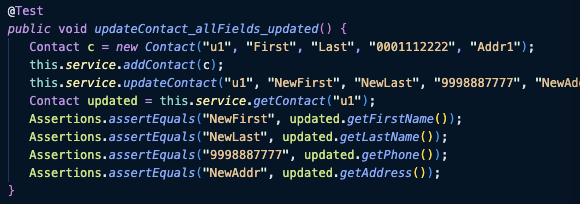 @Test
public void updateContact_allFields_updated() {
Contact c = new Contact("u1", "First", "Last", "0001112222", "Addr1");
this.service.addContact(c);
this.service.updateContact("u1", "NewFirst", "NewLast", "9998887777", "NewAd
Contact updated = this.service.getContact("u1");
Assertions.assertEquals("NewFirst", updated.getFirstName());
Assertions.assertEquals("NewLast", updated.getLastName());
Assertions.assertEquals("9998887777", updated.getPhone());
Assertions.assertEquals("NewAddr", updated.getAddress());
}